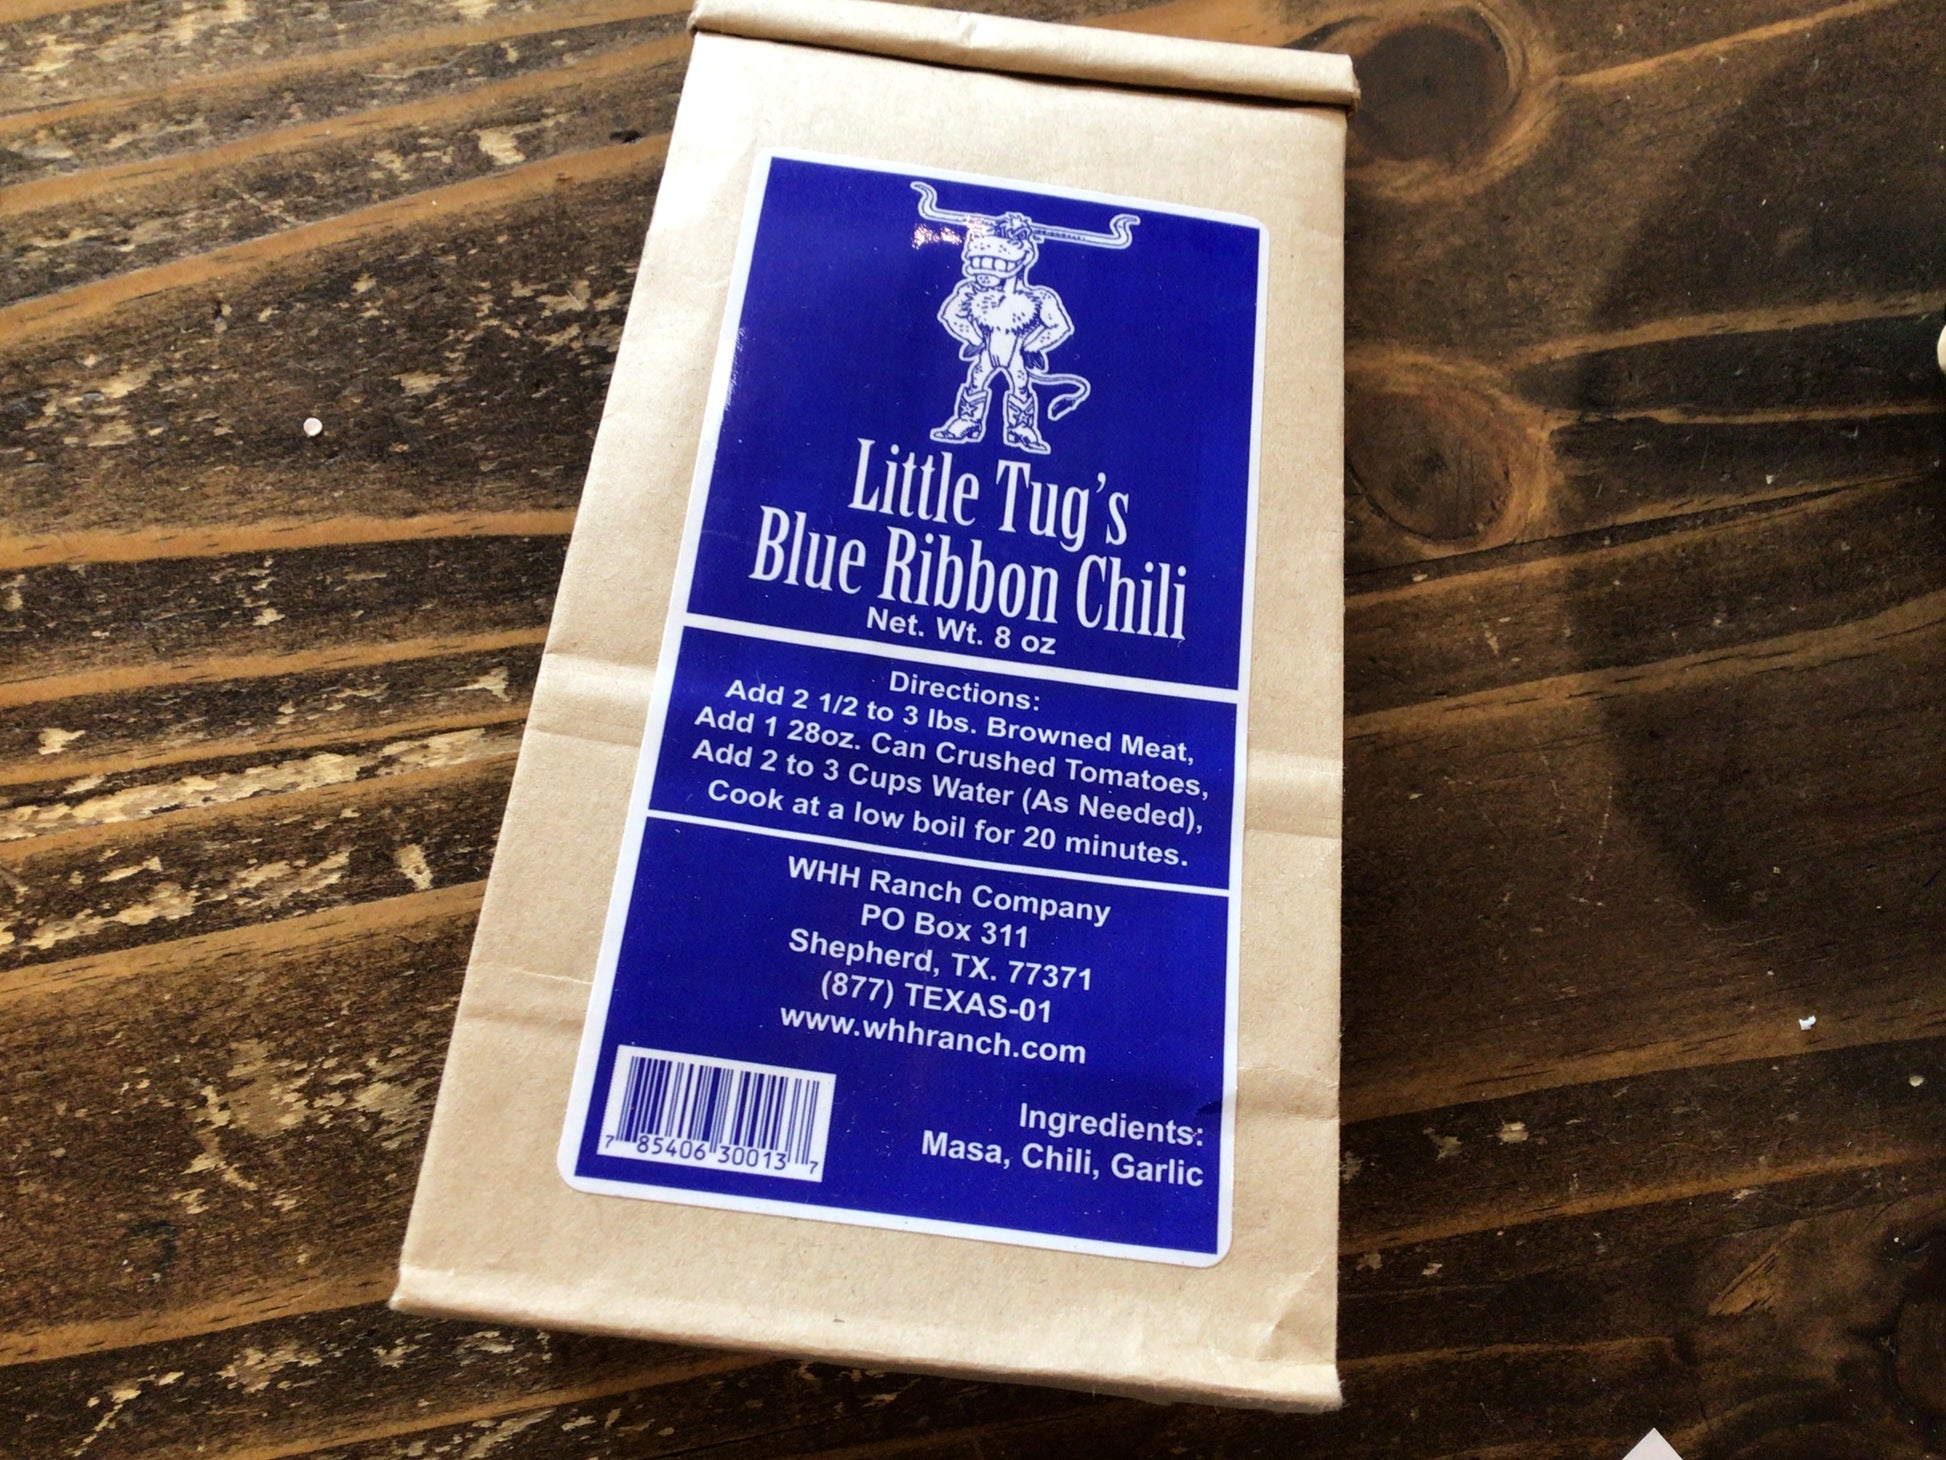 Little Tug's
Blue Ribbon Chili
Net. Wt. 8 oz
Directions:
Add 2 1/2 to 3 lbs. Browned Meat,
Add 1 28oz. Can Crushed Tomatoes,
Add 2 to 3 Cups Water (As Needed),
Cook at a low boil for 20 minutes.
WHH Ranch Company
PO Box 311
Shepherd, TX. 77371
(877) TEXAS-01
www.whhranch.com
7 85406 30013 7
Ingredients:
Masa, Chili, Garlic